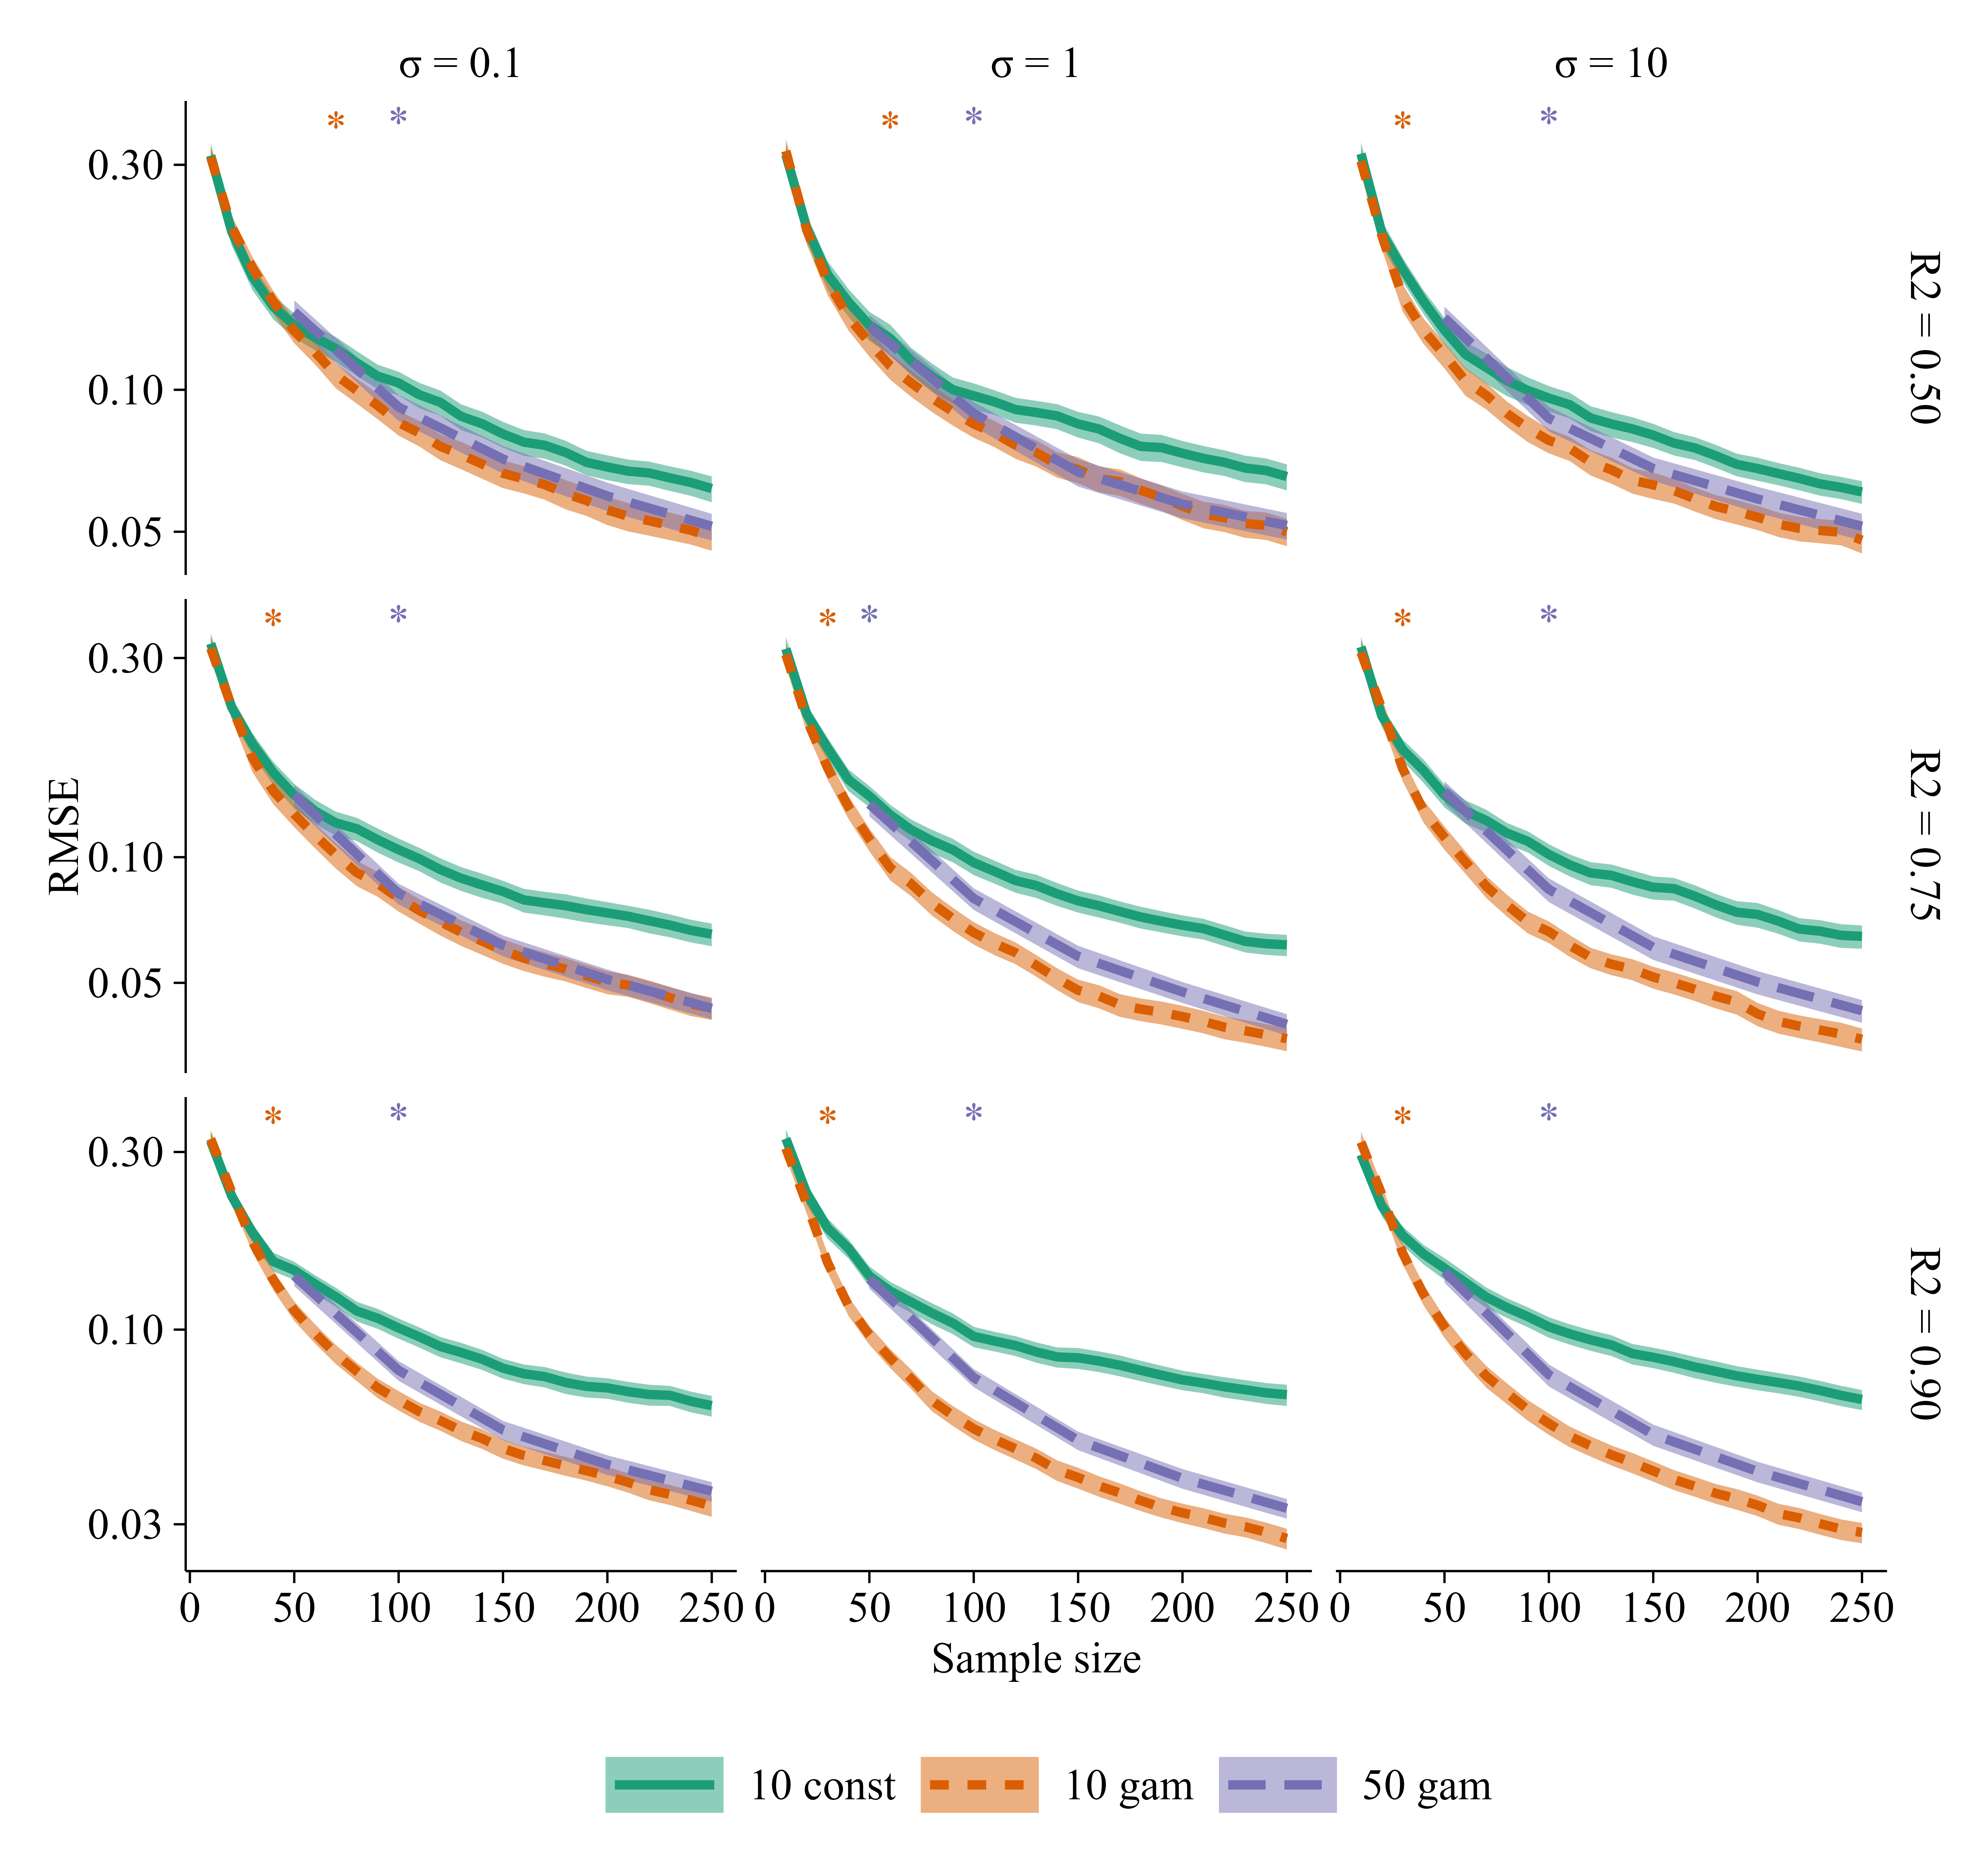 σ = 0.1 σ = 1 σ = 10
* * * * * *
0.30
0.10
0.05
R2 = 0.50
* * * * * *
0.30
0.10
0.05
R2 = 0.75
RMSE
* * * * * *
0.30
0.10
0.03
R2 = 0.90
0 50 100 150 200 250 0 50 100 150 200 250 0 50 100 150 200 250
Sample size
10 const 10 gam 50 gam